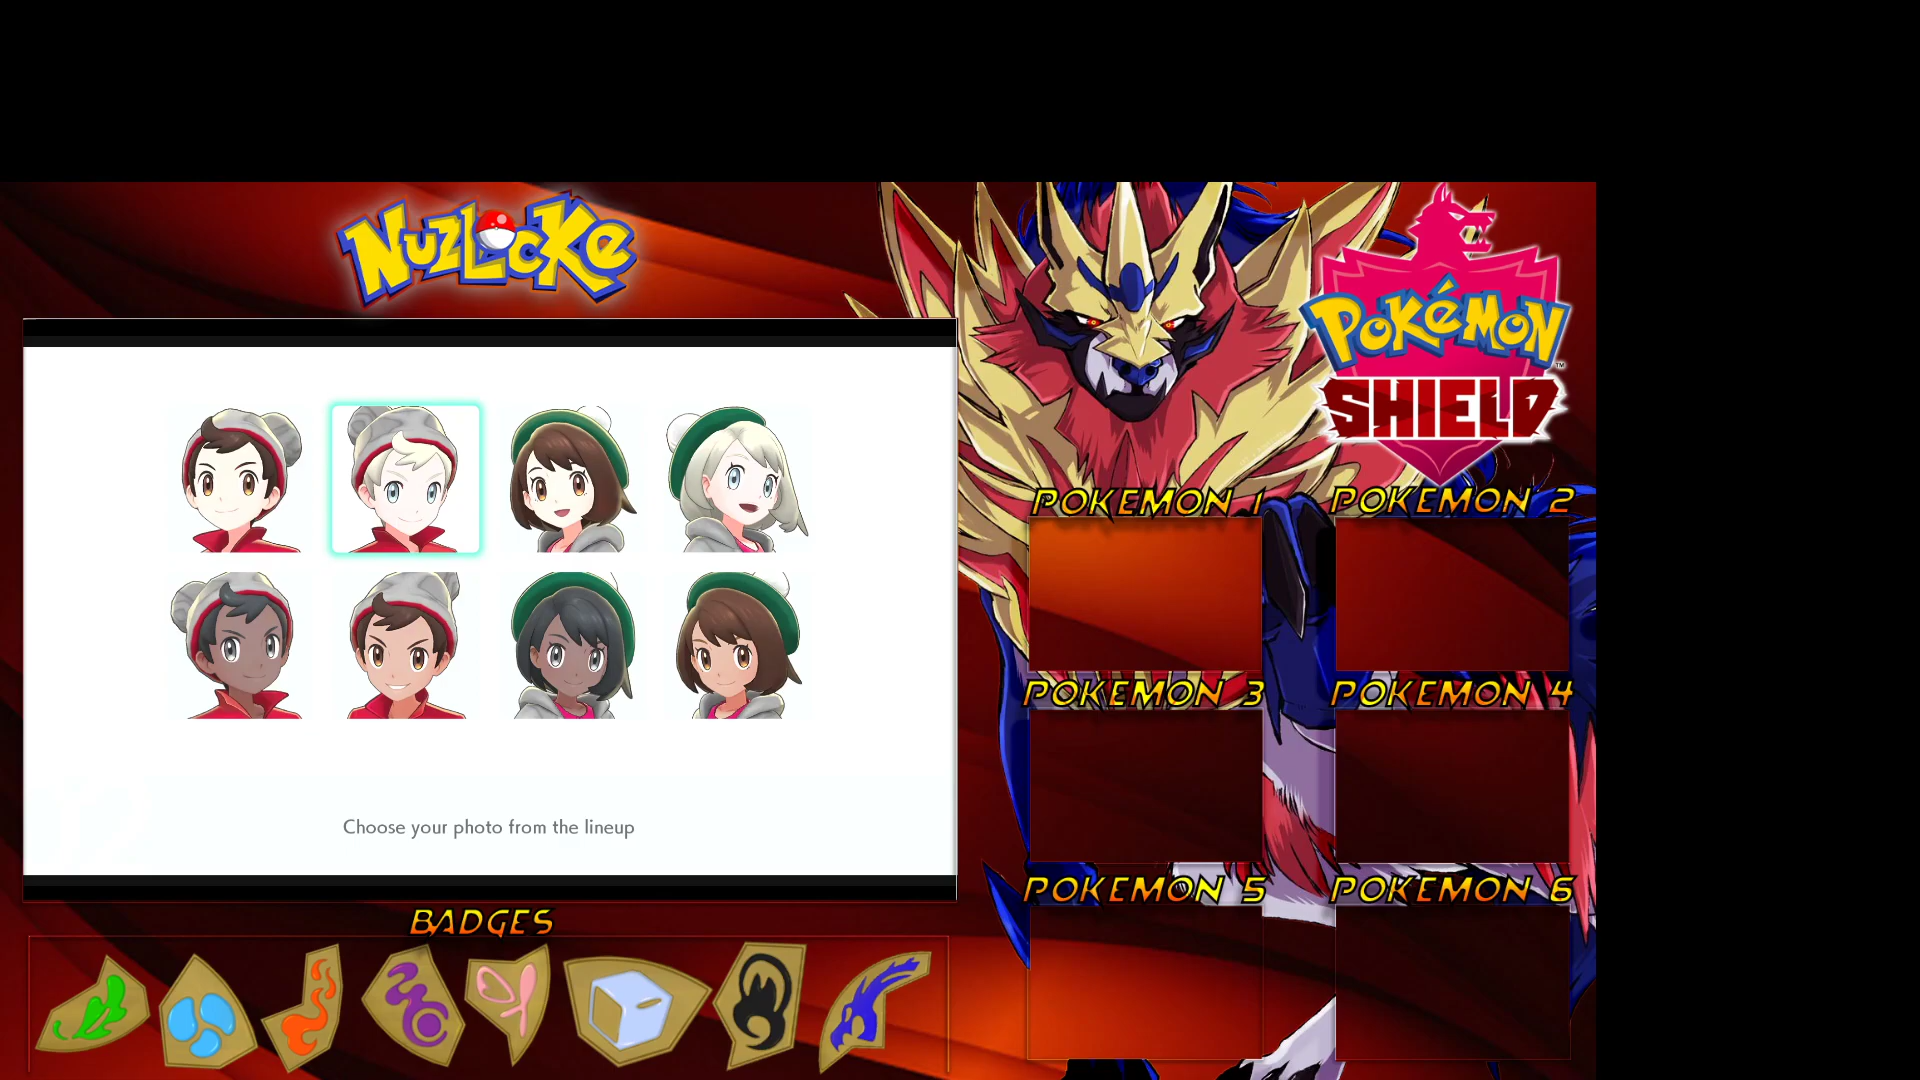 NUZLOCKE
POKéMON
™
SHIELD
POKEMON 1
POKEMON 2
POKEMON 3
POKEMON 4
Choose your photo from the lineup
POKEMON 5
POKEMON 6
BADGES